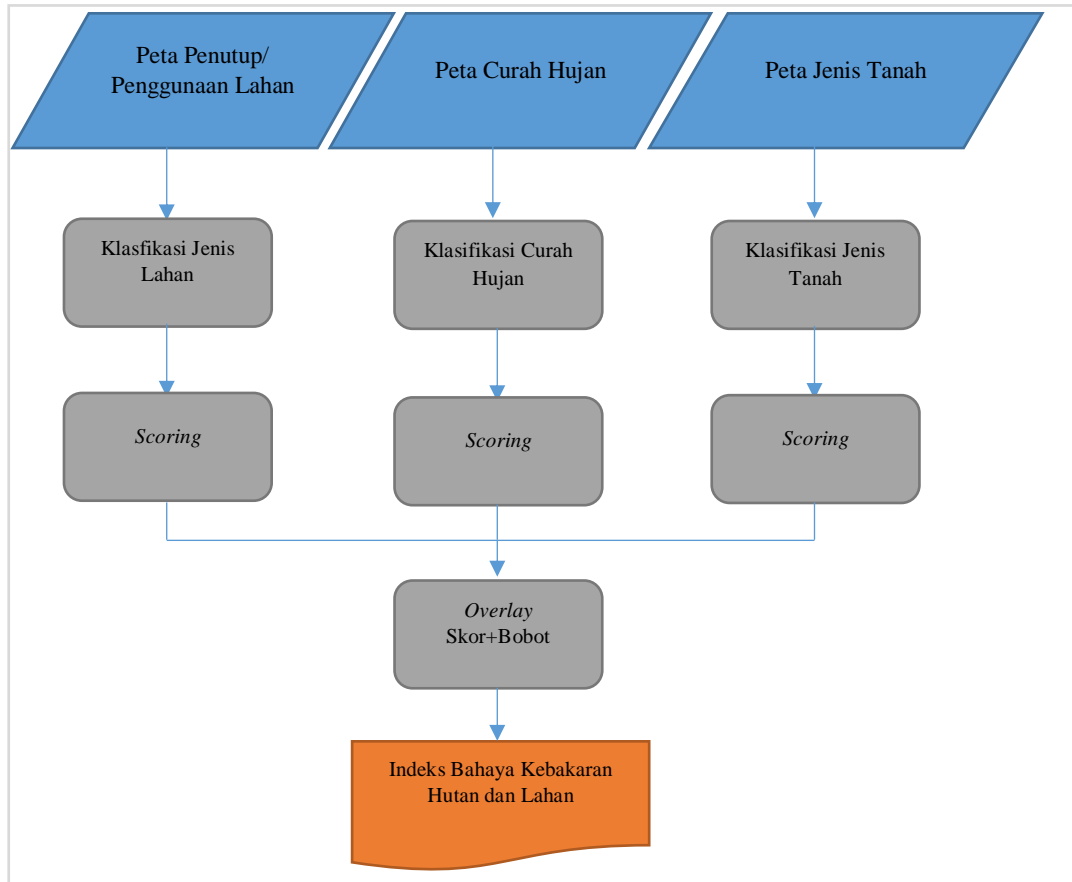 Peta Penutup/
Penggunaan Lahan
Peta Curah Hujan
Peta Jenis Tanah
Klasfikasi Jenis
Lahan
Klasifikasi Curah
Hujan
Klasifikasi Jenis
Tanah
Scoring
Scoring
Scoring
Overlay
Skor+Bobot
Indeks Bahaya Kebakaran
Hutan dan Lahan